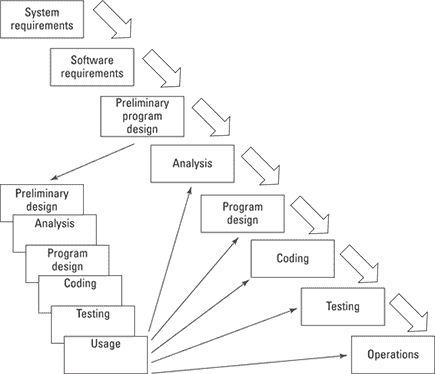 System
requirements
Software
requirements
Preliminary
program
design
Analysis
Program
design
Coding
Testing
Operations
Preliminary
design
Analysis
Program
design
Coding
Testing
Usage